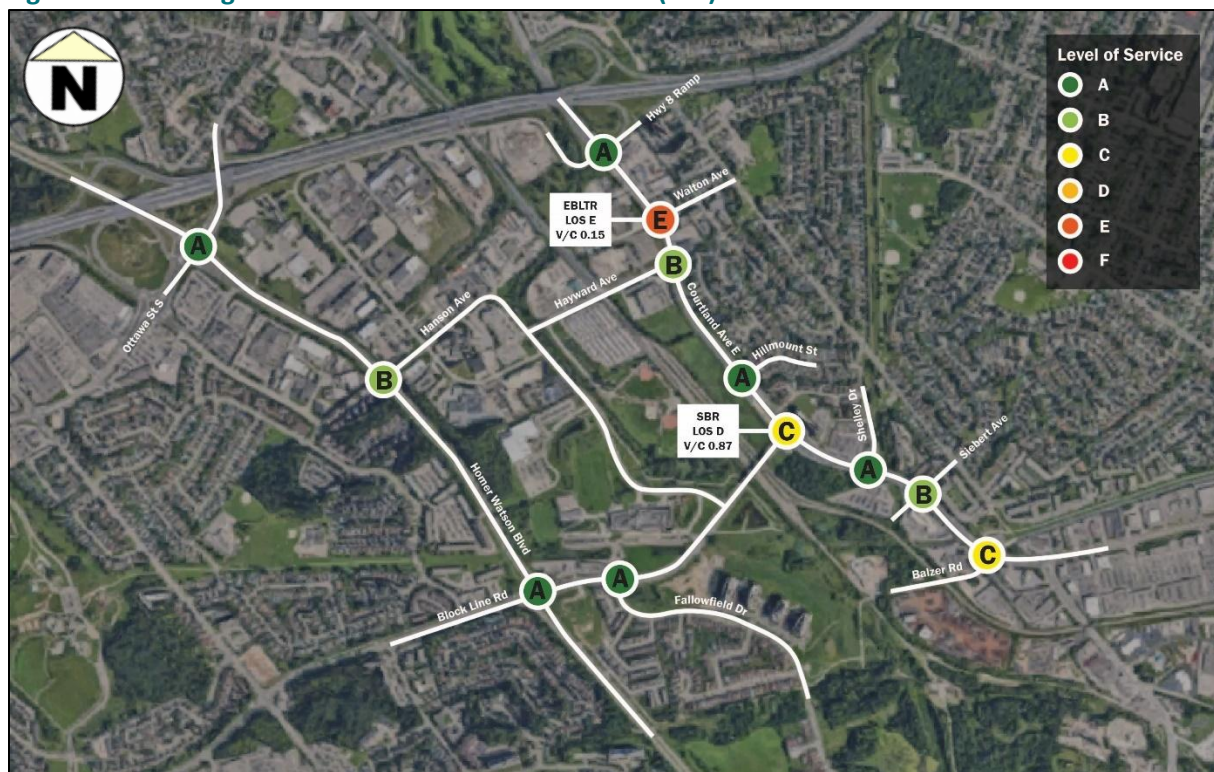 N
Level of Service
A
B
C
D
E
F
Hwy 8 Ramp
A
Walton Ave
EBLTR
LOS E
V/C 0.15
E
A
B
Hayward Ave
Ottawa St S
Hanson Ave
Courtland Ave E
Hillmount St
B
A
SBR
LOS D
V/C 0.87
C
Shelley Dr
Siebert Ave
A
B
Homer Watson Blvd
C
Balzer Rd
A
A
Block Line Rd
Fallowfield Dr